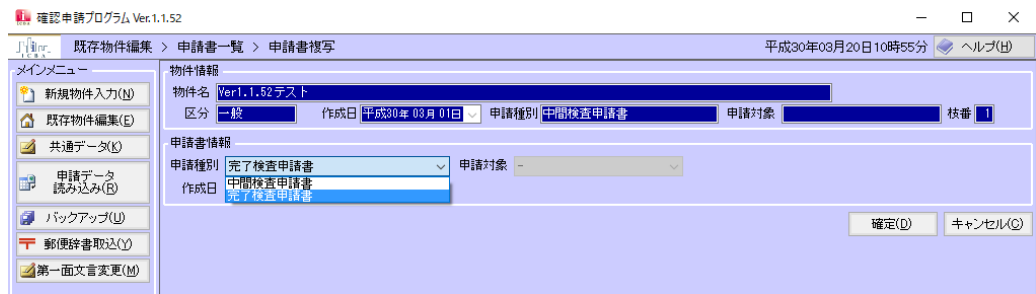 確認申請プログラム Ver.1.1.52
ICBA 既存物件編集 > 申請書一覧 > 申請書複写 平成30年03月20日10時55分 ヘルプ(H)
メインメニュー
新規物件入力(N)
既存物件編集(E)
共通データ(K)
申請データ
読み込み(R)
バックアップ(U)
郵便辞書取込(Y)
第一面文言変更(M)
物件情報
物件名 Ver1.1.52テスト
区分 一般 作成日 平成30年 03月 01日 申請種別 中間検査申請書 申請対象 枝番 1
申請書情報
申請種別 完了検査申請書 申請対象 -
中間検査申請書
作成日 完了検査申請書
確定(D) キャンセル(C)